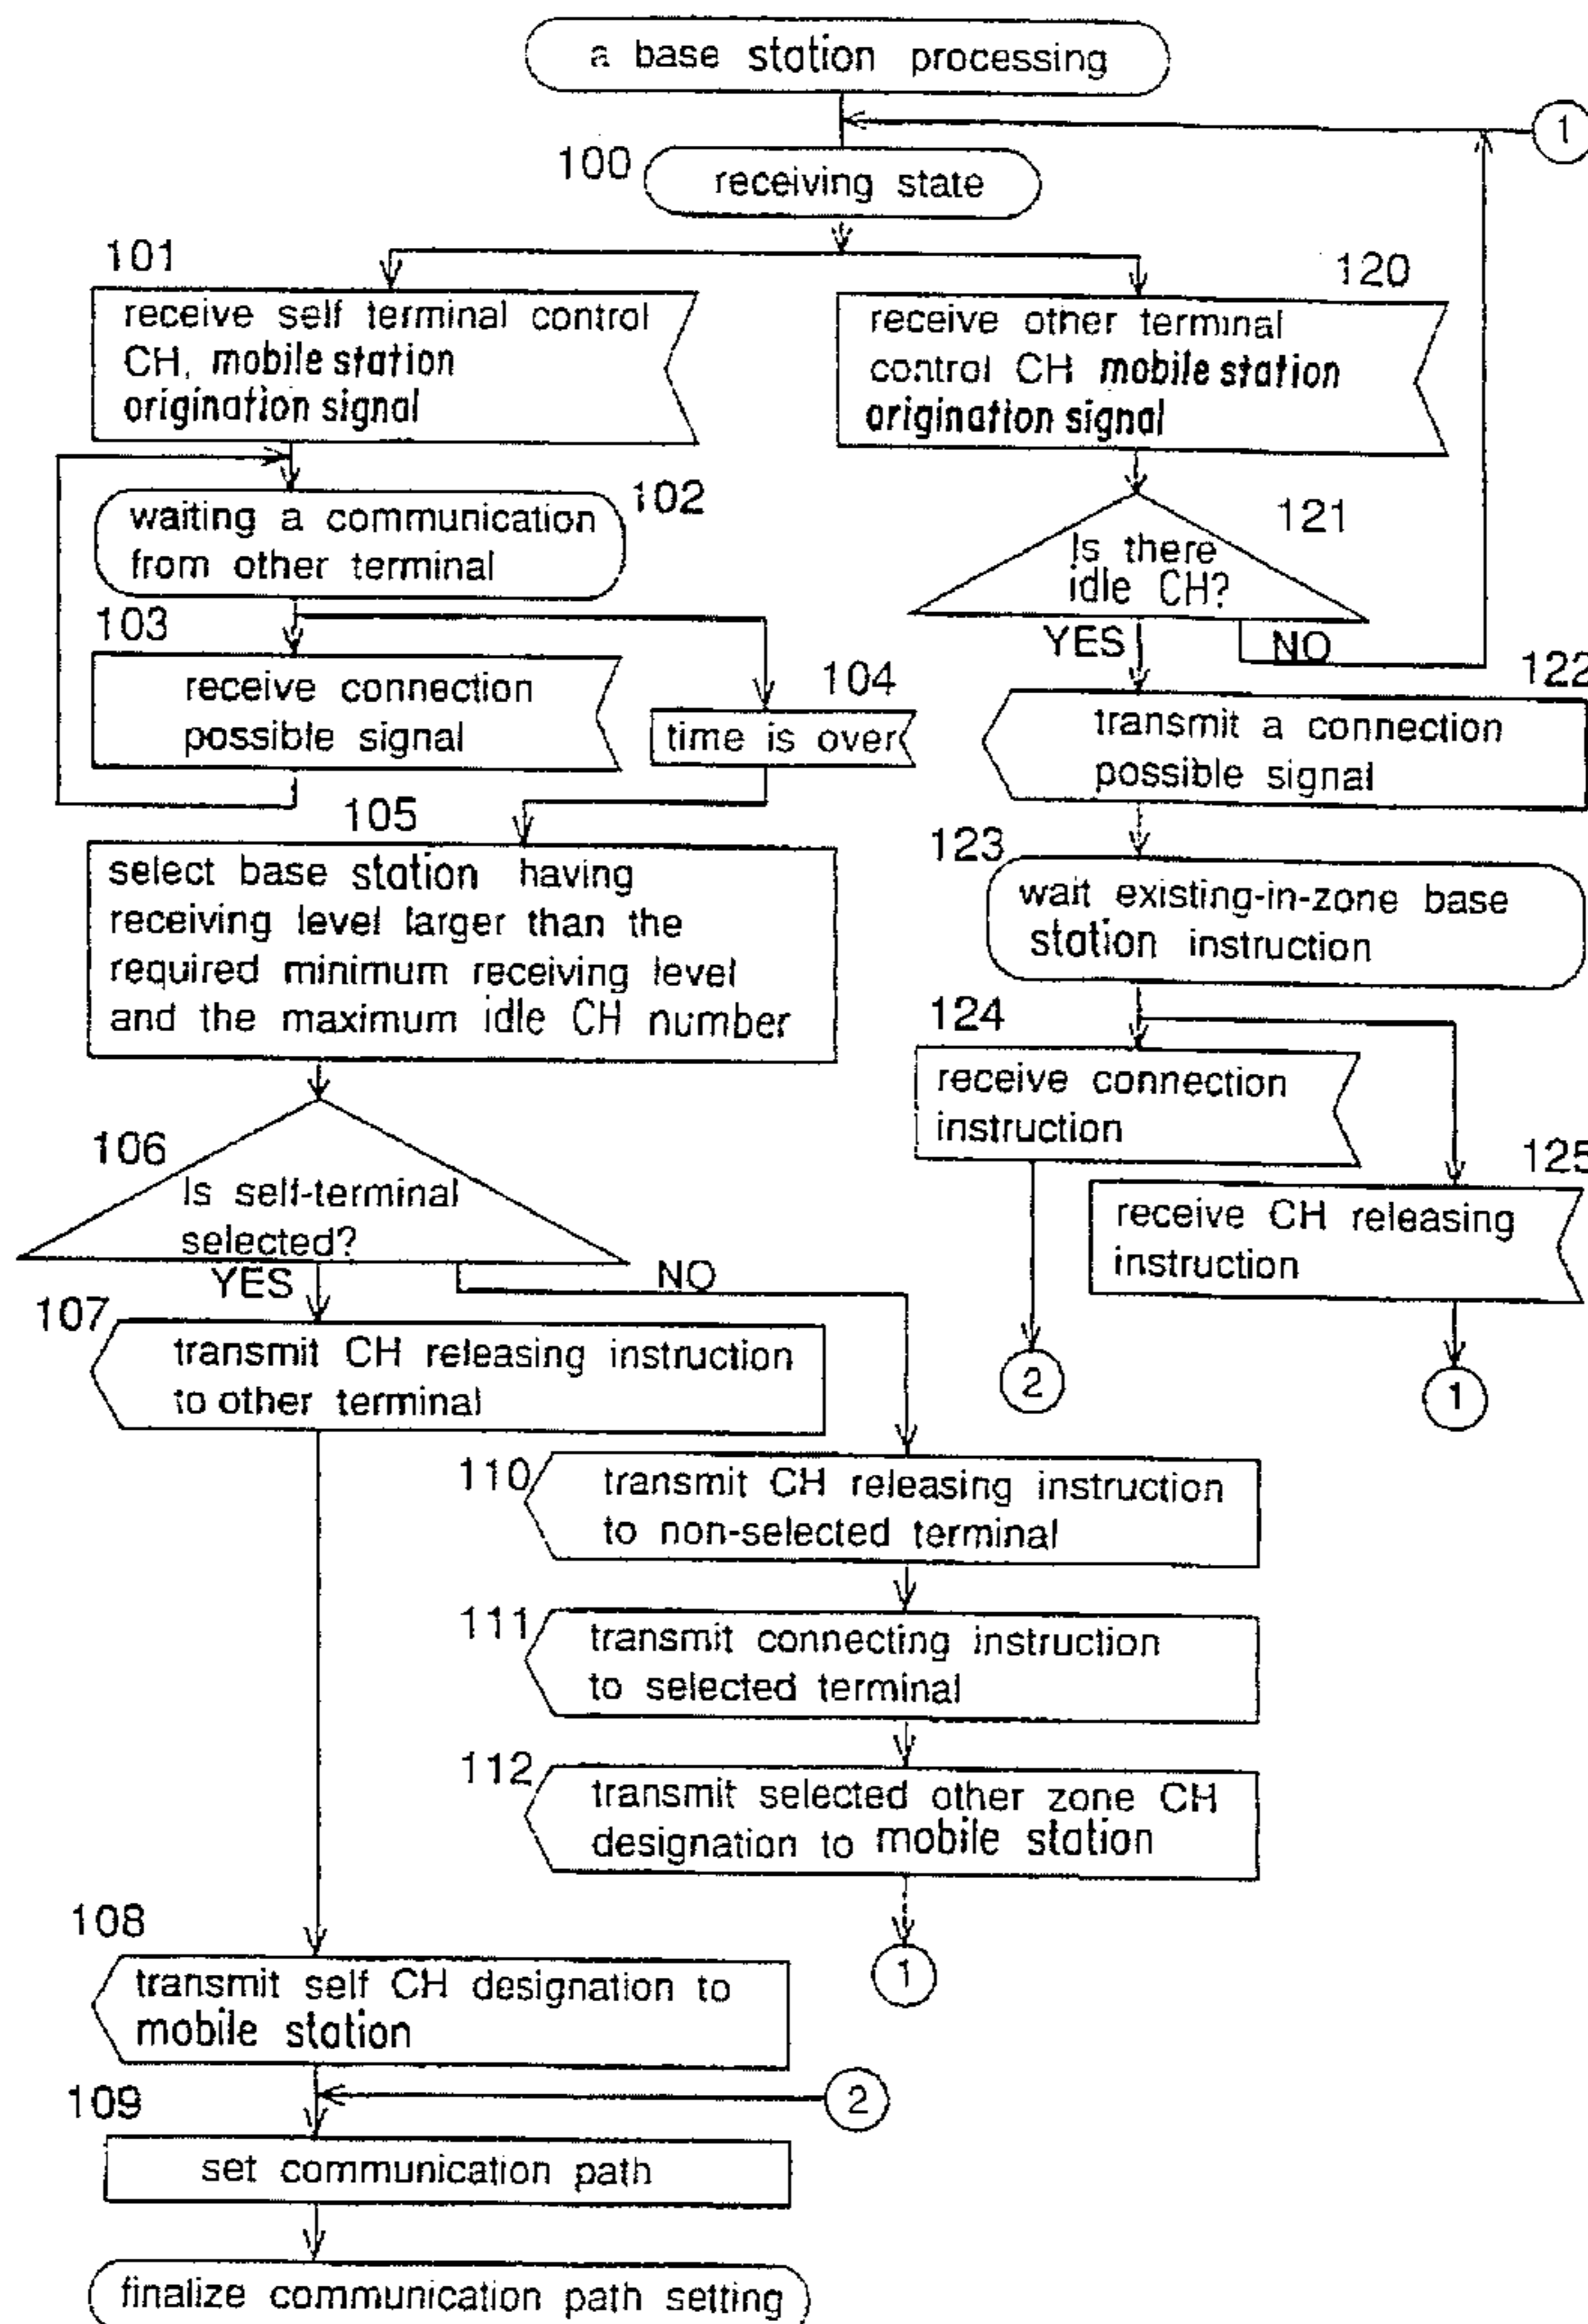 a base station processing
1
100
receiving state
101
receive self terminal control
CH, mobile station
origination signal
120
receive other terminal
control CH mobile station
origination signal
102
waiting a communication
from other terminal
121
Is there
idle CH?
YES
NO
103
receive connection
possible signal
104
time is over
122
transmit a connection
possible signal
105
select base station having
receiving level larger than the
required minimum receiving level
and the maximum idle CH number
123
wait existing-in-zone base
station instruction
124
receive connection
instruction
125
receive CH releasing
instruction
106
Is self-terminal
selected?
YES
NO
2
1
107
transmit CH releasing instruction
to other terminal
110
transmit CH releasing instruction
to non-selected terminal
111
transmit connecting instruction
to selected terminal
112
transmit selected other zone CH
designation to mobile station
1
108
transmit self CH designation to
mobile station
2
109
set communication path
finalize communication path setting